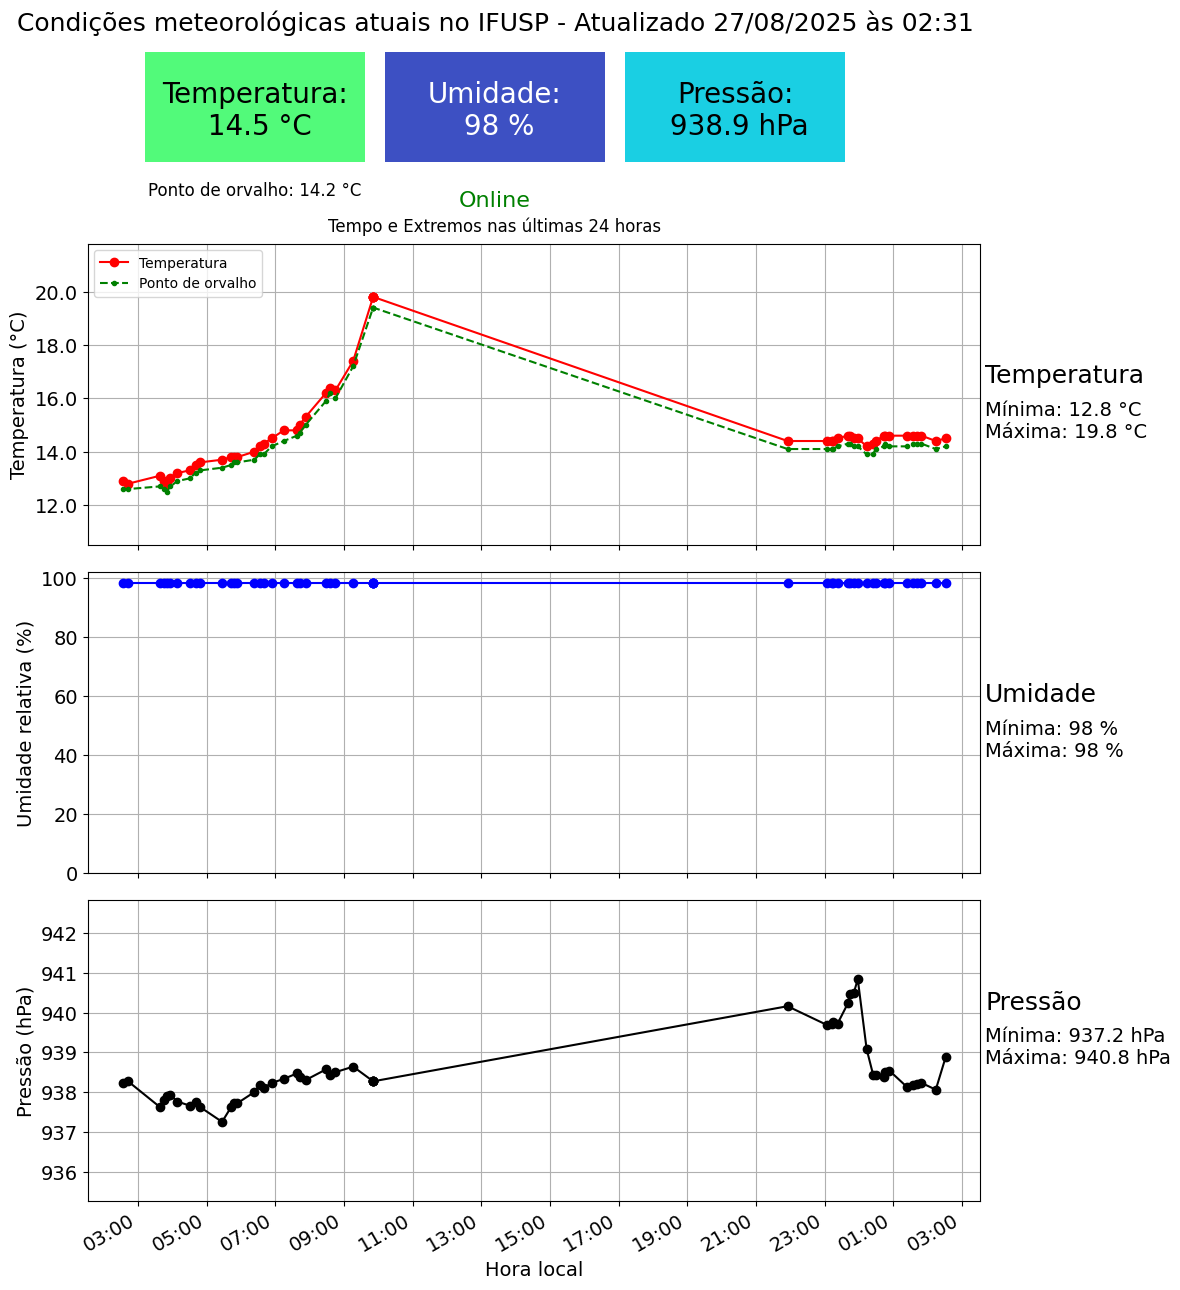 Condições meteorológicas atuais no IFUSP - Atualizado 27/08/2025 às 02:31
Temperatura:
14.5 °C
Umidade:
98 %
Pressão:
938.9 hPa
Ponto de orvalho: 14.2 °C
Online
Tempo e Extremos nas últimas 24 horas
Temperatura
Ponto de orvalho
Temperatura (°C)
20.0
18.0
16.0
14.0
12.0
Temperatura
Mínima: 12.8 °C
Máxima: 19.8 °C
Umidade relativa (%)
100
80
60
40
20
0
Umidade
Mínima: 98 %
Máxima: 98 %
Pressão (hPa)
942
941
940
939
938
937
936
Pressão
Mínima: 937.2 hPa
Máxima: 940.8 hPa
03:00 05:00 07:00 09:00 11:00 13:00 15:00 17:00 19:00 21:00 23:00 01:00 03:00
Hora local